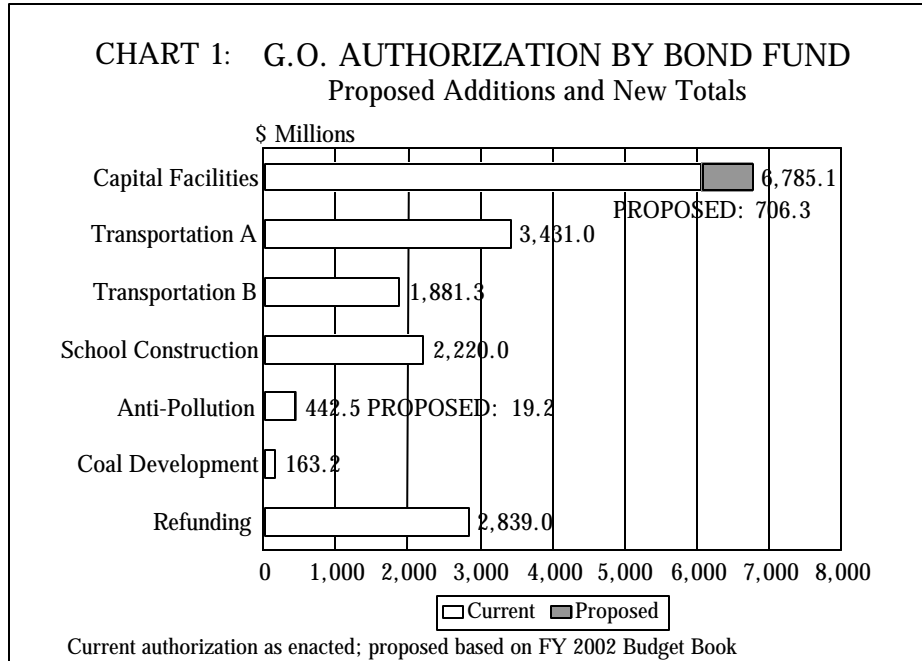 CHART 1: G.O. AUTHORIZATION BY BOND FUND
Proposed Additions and New Totals
$ Millions
Capital Facilities 6,785.1
PROPOSED: 706.3
Transportation A 3,431.0
Transportation B 1,881.3
School Construction 2,220.0
Anti-Pollution 442.5 PROPOSED: 19.2
Coal Development 163.2
Refunding 2,839.0
0 1,000 2,000 3,000 4,000 5,000 6,000 7,000 8,000
Current Proposed
Current authorization as enacted; proposed based on FY 2002 Budget Book